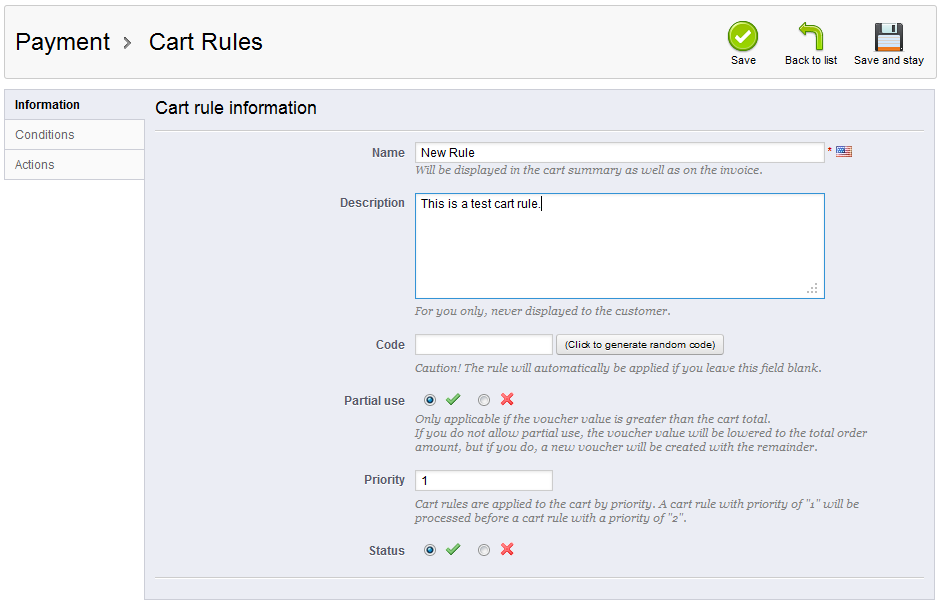 Payment > Cart Rules
Save
Back to list
Save and stay
Information
Conditions
Actions
Cart rule information
Name
New Rule
*
Will be displayed in the cart summary as well as on the invoice.
Description
This is a test cart rule.
For you only, never displayed to the customer.
Code
(Click to generate random code)
Caution! The rule will automatically be applied if you leave this field blank.
Partial use
Only applicable if the voucher value is greater than the cart total.
If you do not allow partial use, the voucher value will be lowered to the total order
amount, but if you do, a new voucher will be created with the remainder.
Priority
1
Cart rules are applied to the cart by priority. A cart rule with priority of "1" will be
processed before a cart rule with a priority of "2".
Status